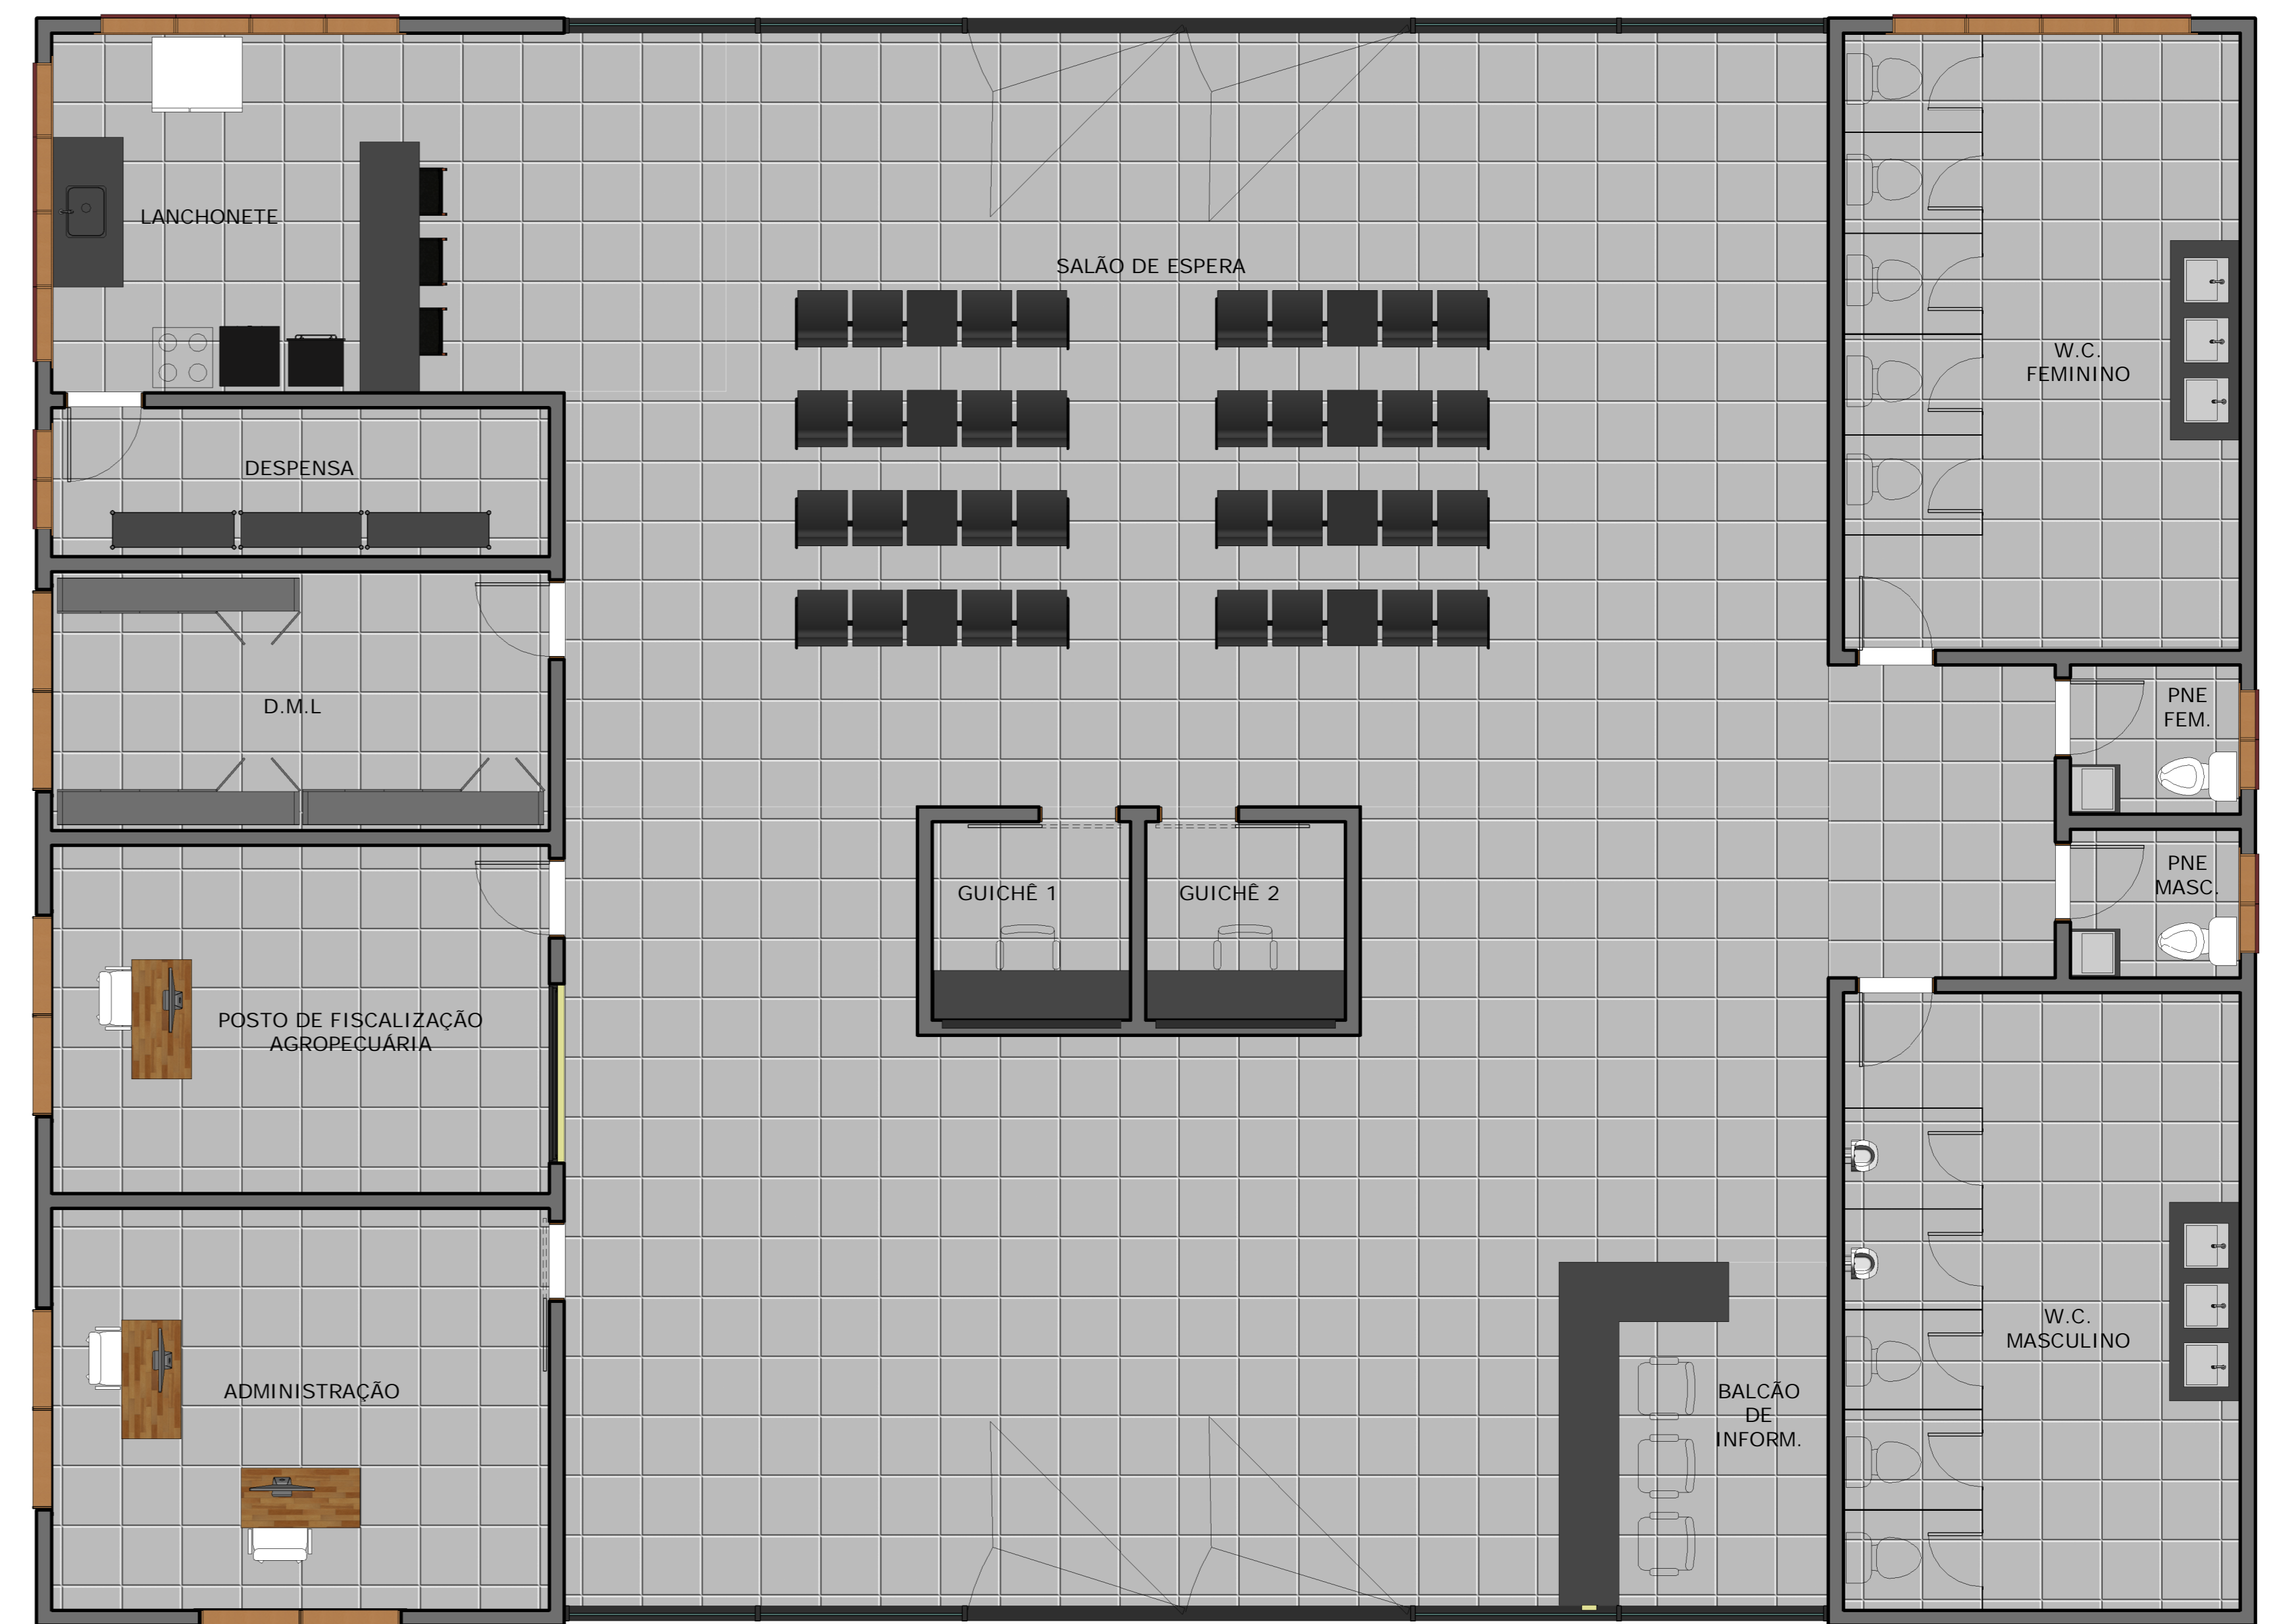 LANCHONETE
SALÃO DE ESPERA
W.C.
FEMININO
DESPENSA
D.M.L
PNE
FEM.
GUICHÊ 1
GUICHÊ 2
PNE
MASC.
POSTO DE FISCALIZAÇÃO
AGROPECUÁRIA
W.C.
MASCULINO
ADMINISTRAÇÃO
BALCÃO
DE
INFORM.